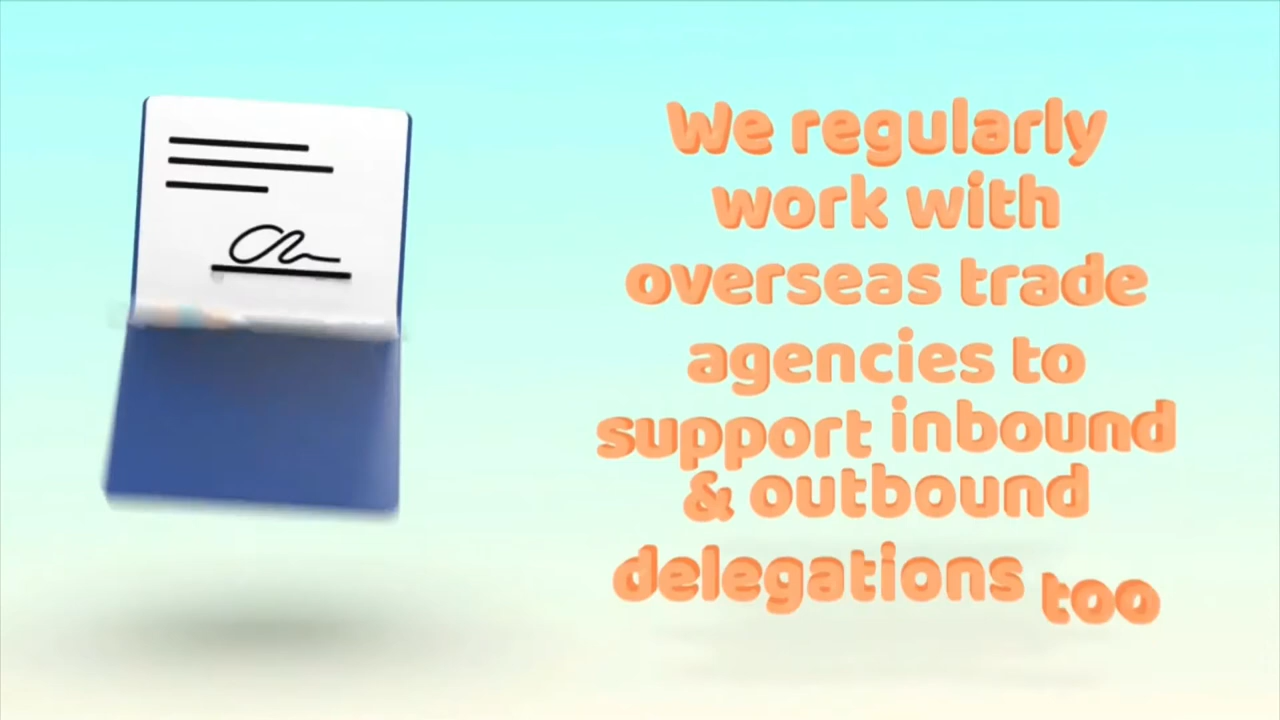 We regularly
work with
overseas trade
agencies to
support inbound
& outbound
delegations too